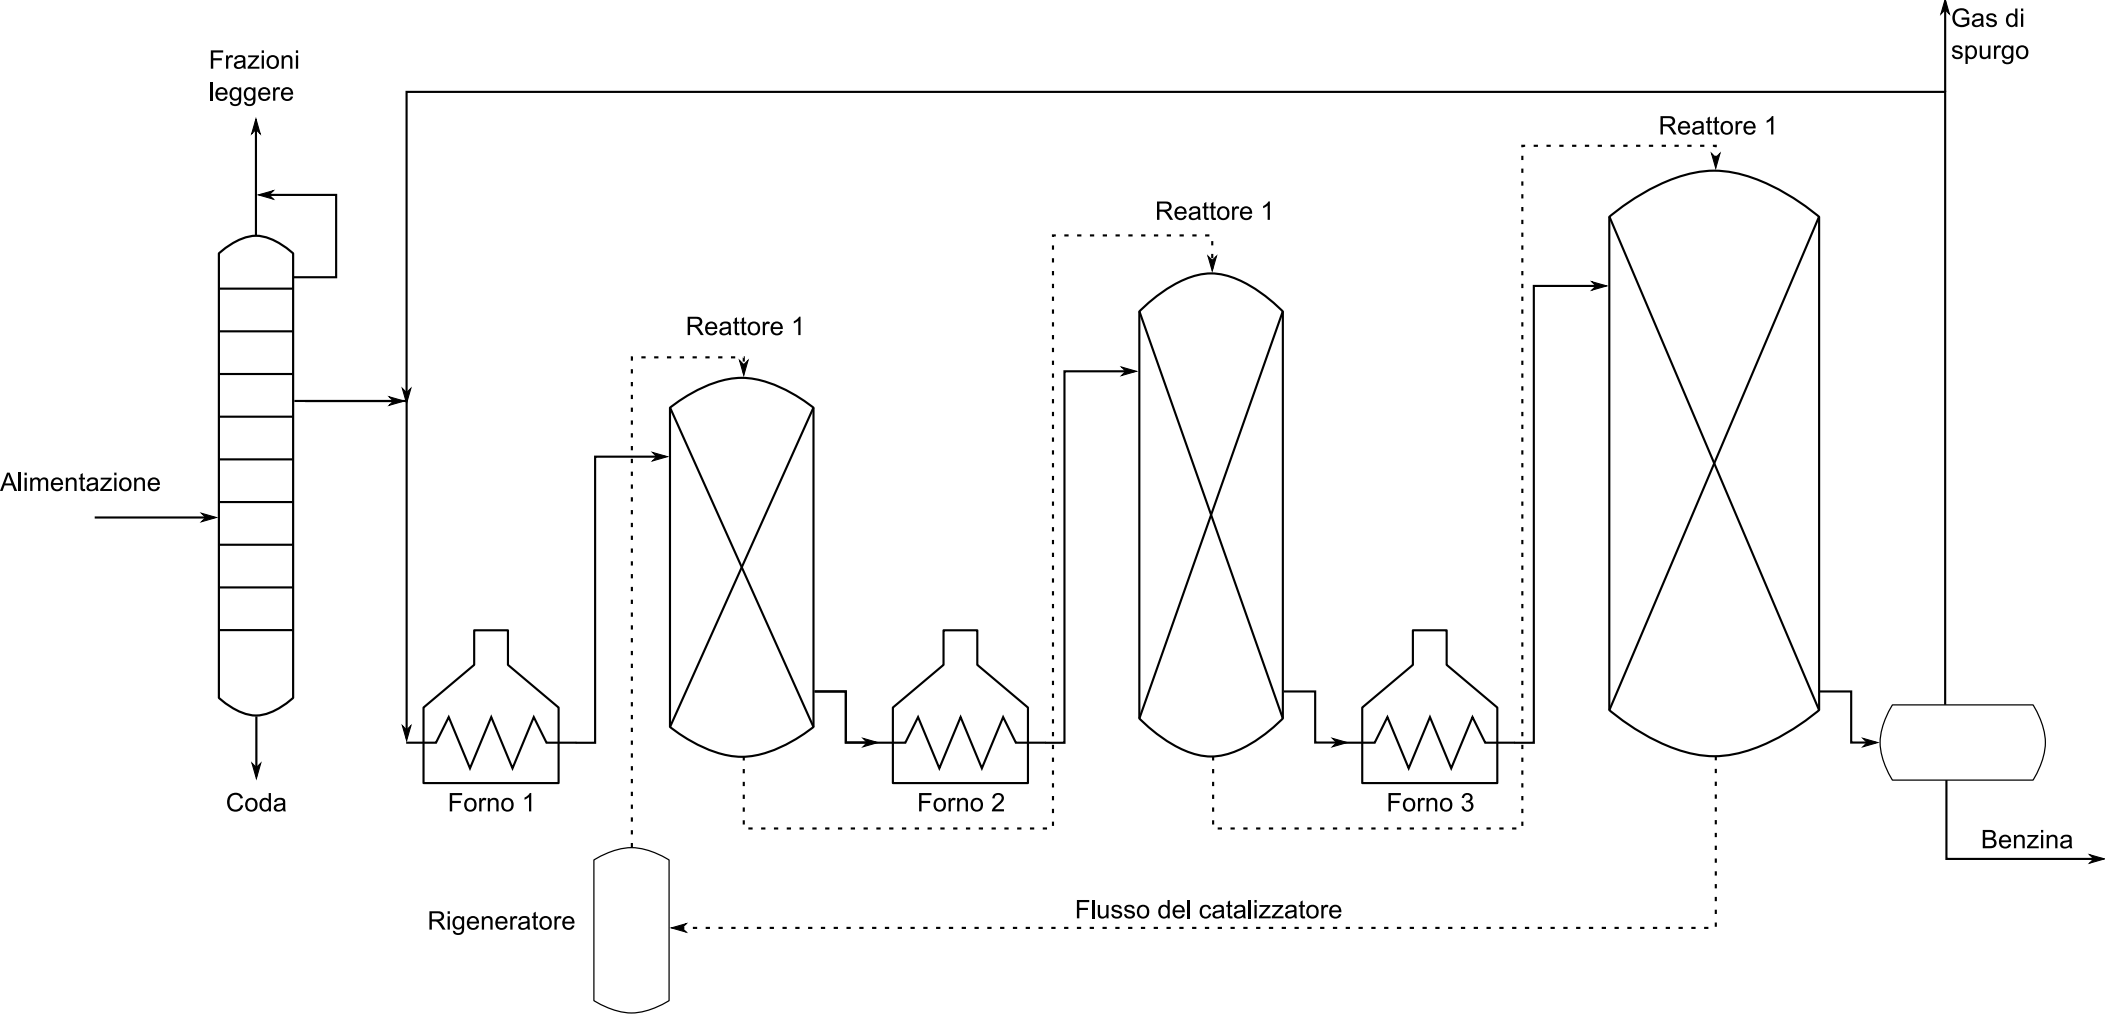 Gas di
spurgo
Frazioni
leggere
Reattore 1
Reattore 1
Reattore 1
Alimentazione
Coda
Forno 1
Forno 2
Forno 3
Benzina
Rigeneratore
Flusso del catalizzatore